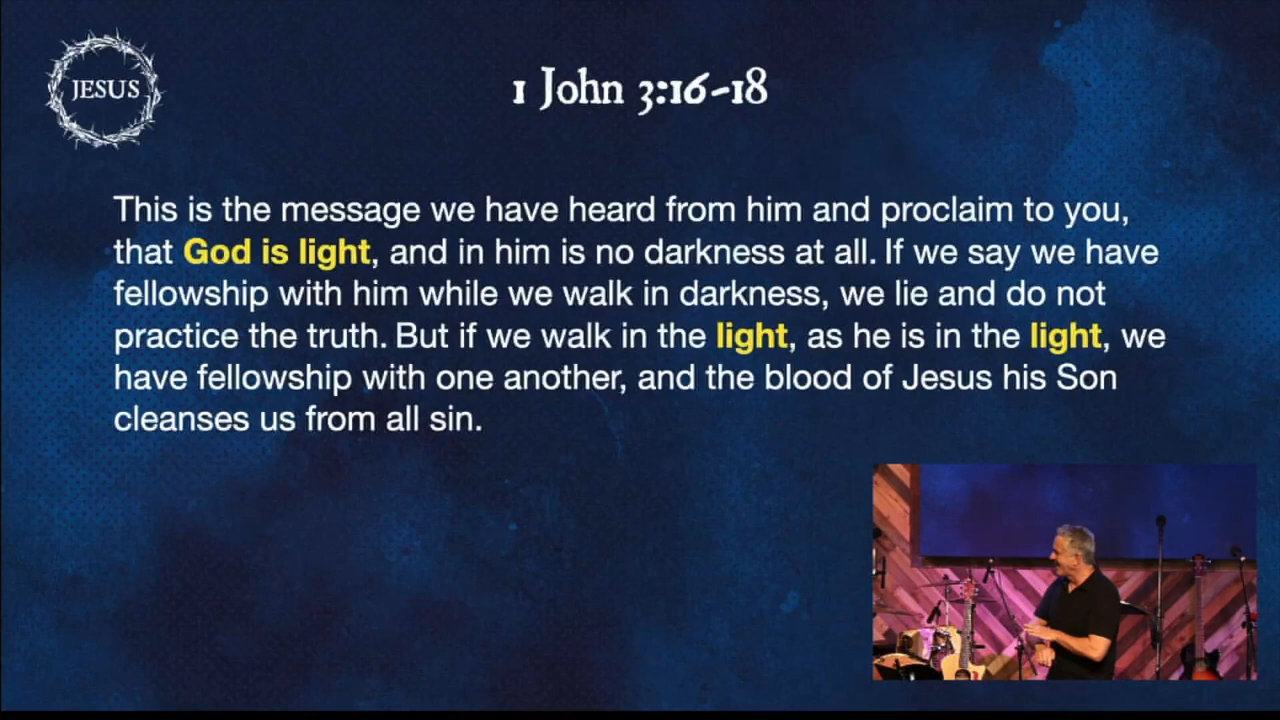 JESUS
1 John 3:16-18
This is the message we have heard from him and proclaim to you,
that God is light, and in him is no darkness at all. If we say we have
fellowship with him while we walk in darkness, we lie and do not
practice the truth. But if we walk in the light, as he is in the light, we
have fellowship with one another, and the blood of Jesus his Son
cleanses us from all sin.